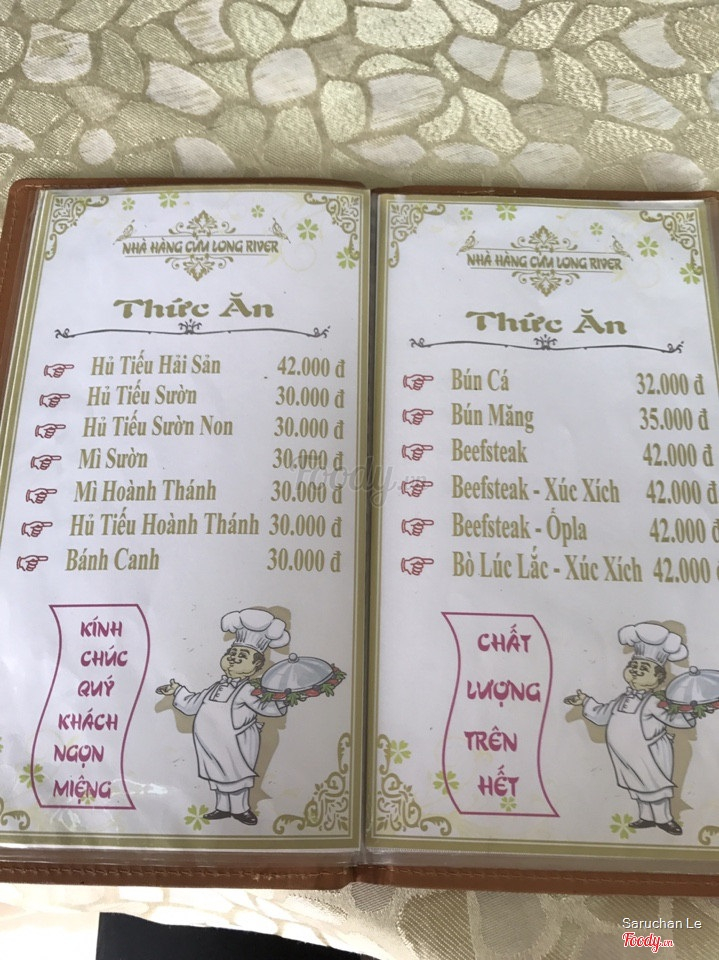 NHÀ HÀNG CỬU LONG RIVER
Thức Ăn
Hủ Tiếu Hải Sản 42.000 đ
Hủ Tiếu Sườn 30.000 đ
Hủ Tiếu Sườn Non 30.000 đ
Mì Sườn 30.000 đ
Mì Hoành Thánh 30.000 đ
Hủ Tiếu Hoành Thánh 30.000 đ
Bánh Canh 30.000 đ
KÍNH
CHÚC
QUÝ
KHÁCH
NGON
MIỆNG
NHÀ HÀNG CỬU LONG RIVER
Thức Ăn
Bún Cá 32.000 đ
Bún Măng 35.000 đ
Beefsteak 42.000 đ
Beefsteak - Xúc Xích 42.000 đ
Beefsteak - Ốpla 42.000 đ
Bò Lúc Lắc - Xúc Xích 42.000 đ
CHẤT
LƯỢNG
TRÊN
HẾT
Foody.vn
Saruchan Le
Foody.vn